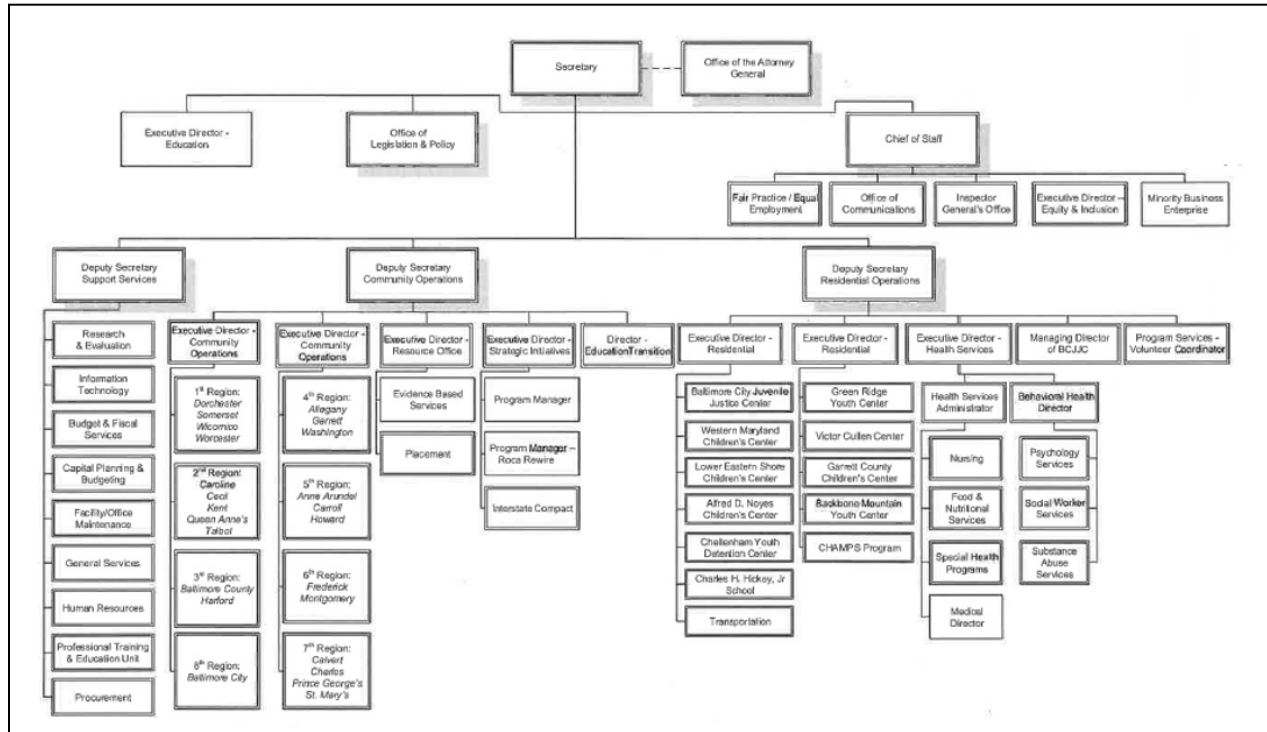 Secretary
Office of the Attorney
General
Executive Director -
Education
Office of
Legislation & Policy
Chief of Staff
Fair Practice / Equal
Employment
Office of
Communications
Inspector
General's Office
Executive Director –
Equity & Inclusion
Minority Business
Enterprise
Deputy Secretary
Support Services
Deputy Secretary
Community Operations
Deputy Secretary
Residential Operations
Research
& Evaluation
Information
Technology
Budget & Fiscal
Services
Capital Planning &
Budgeting
Facility/Office
Maintenance
General Services
Human Resources
Professional Training
& Education Unit
Procurement
Executive Director -
Community
Operations
1st Region:
Dorchester
Somerset
Wicomico
Worcester
2nd Region:
Caroline
Cecil
Kent
Queen Anne's
Talbot
3rd Region:
Baltimore County
Harford
8th Region:
Baltimore City
Executive Director -
Community
Operations
4th Region:
Allegany
Garrett
Washington
5th Region:
Anne Arundel
Carroll
Howard
6th Region:
Frederick
Montgomery
7th Region:
Calvert
Charles
Prince George's
St. Mary's
Executive Director -
Resource Office
Evidence Based
Services
Placement
Executive Director -
Strategic Initiatives
Program Manager
Program Manager –
Roca Rewire
Interstate Compact
Director -
Education Transition
Executive Director -
Residential
Baltimore City Juvenile
Justice Center
Western Maryland
Children's Center
Lower Eastern Shore
Children's Center
Alfred D. Noyes
Children's Center
Cheltenham Youth
Detention Center
Charles H. Hickey, Jr
School
Transportation
Executive Director -
Residential
Green Ridge
Youth Center
Victor Cullen Center
Garrett County
Children's Center
Backbone Mountain
Youth Center
CHAMPS Program
Executive Director -
Health Services
Health Services
Administrator
Nursing
Food &
Nutritional
Services
Special Health
Programs
Medical
Director
Behavioral Health
Director
Psychology
Services
Social Worker
Services
Substance
Abuse
Services
Managing Director
of BCJJC
Program Services -
Volunteer Coordinator